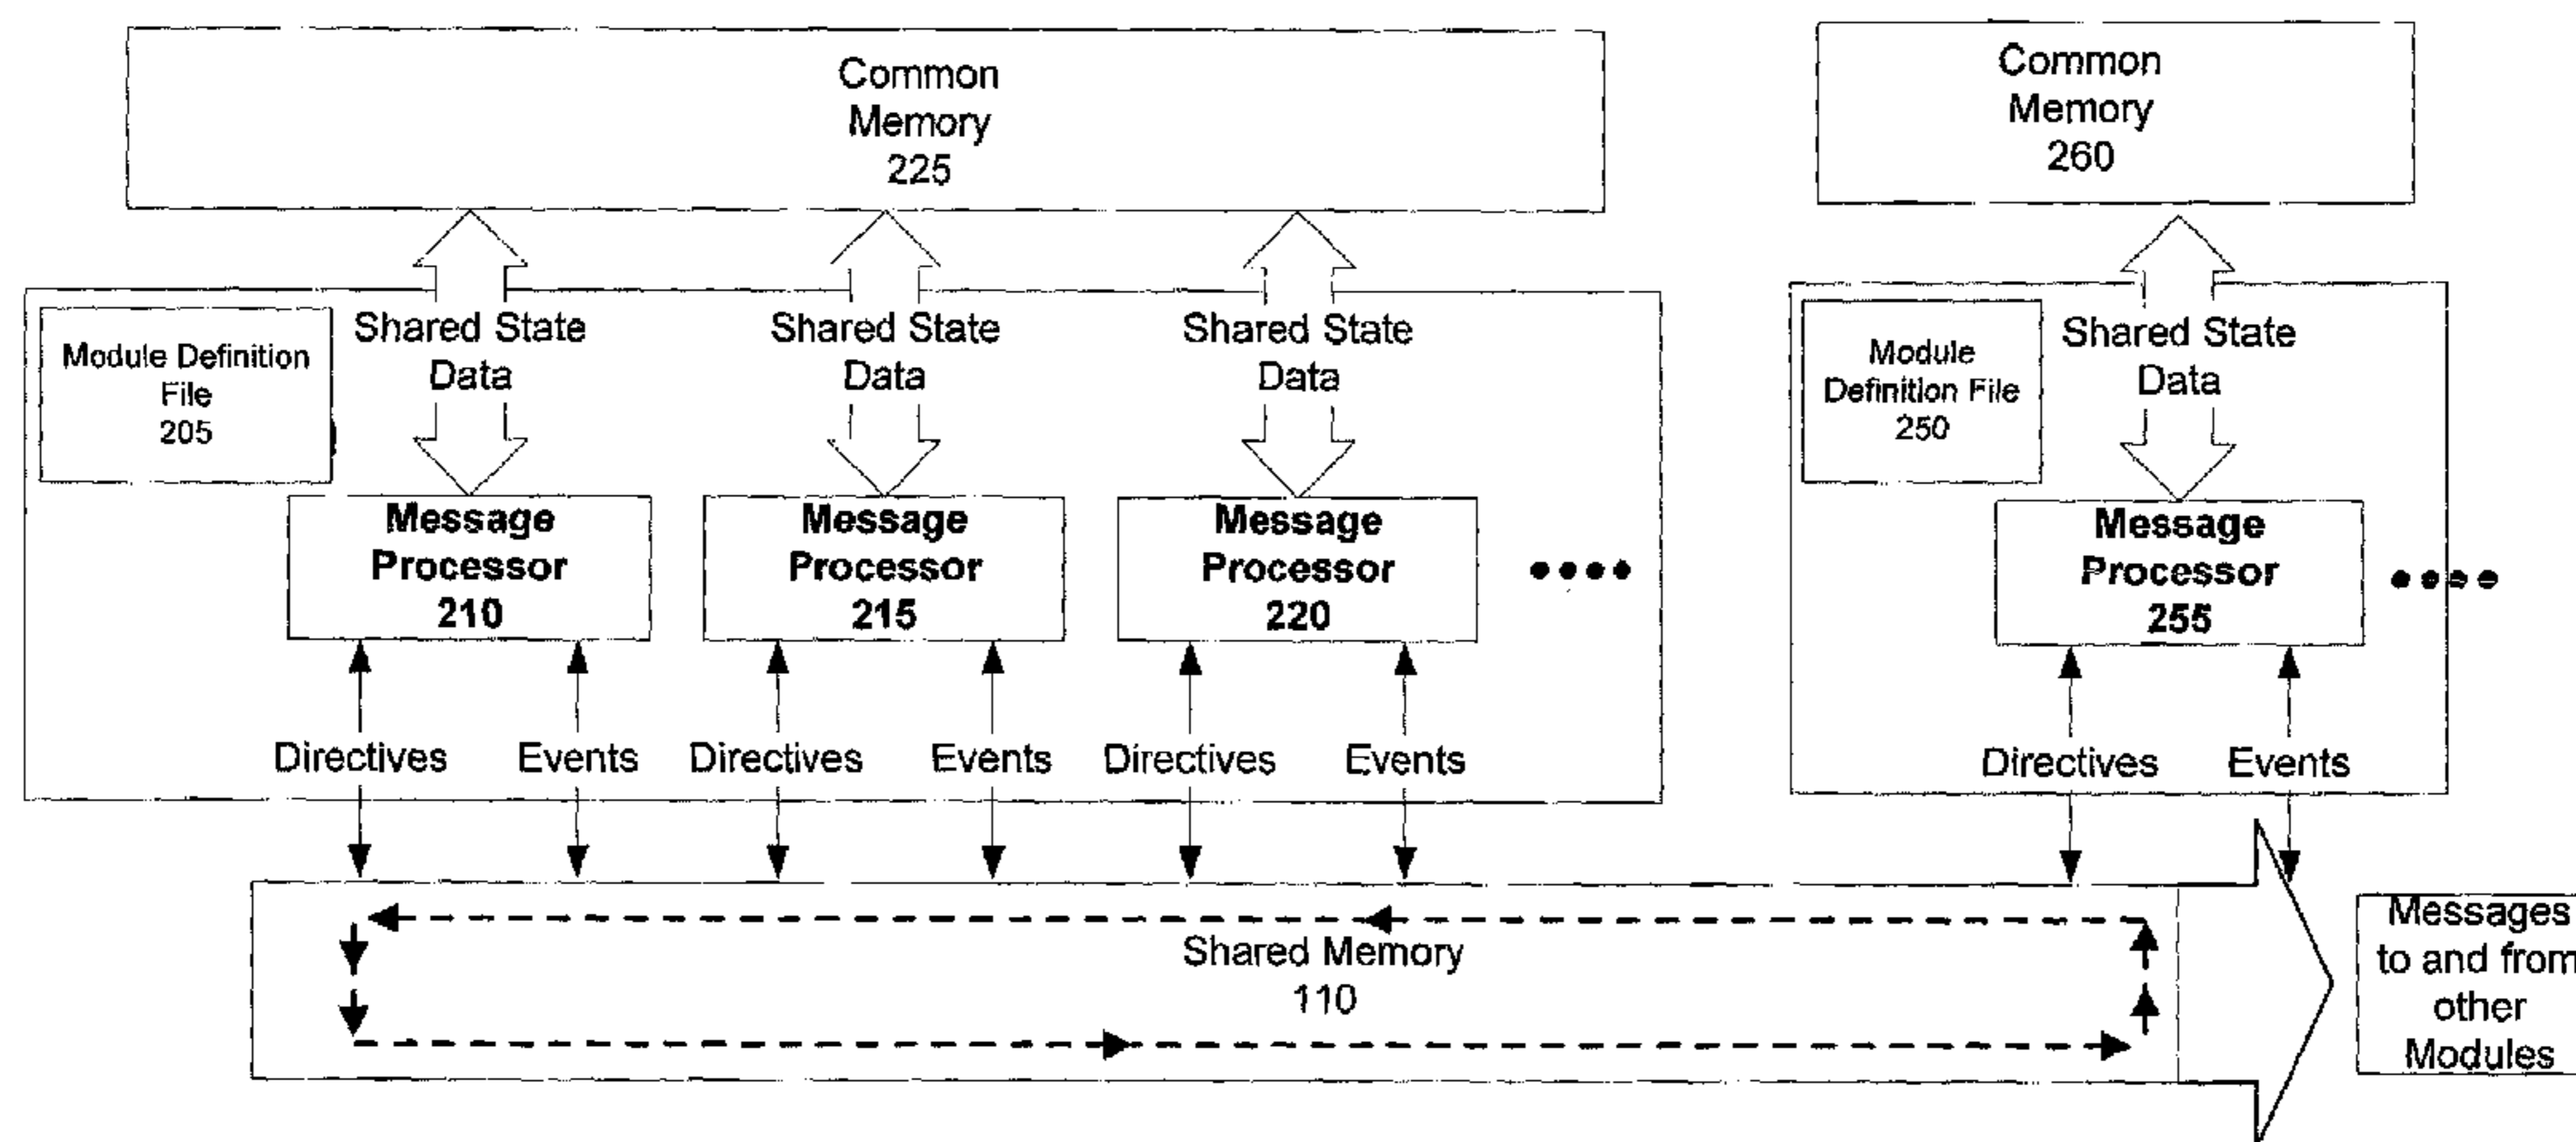 Common
Memory
225
Common
Memory
260
Module Definition
File
205
Shared State
Data
Shared State
Data
Shared State
Data
Module
Definition File
250
Shared State
Data
Message
Processor
210
Message
Processor
215
Message
Processor
220
Message
Processor
255
Directives
Events
Directives
Events
Directives
Events
Directives
Events
Shared Memory
110
Messages
to and from
other
Modules